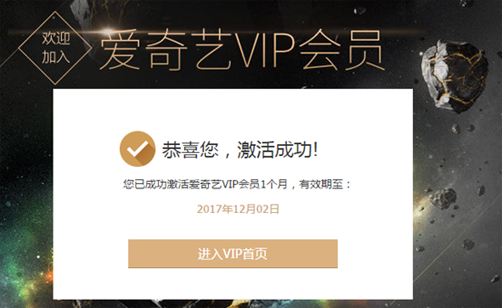 欢迎
加入
爱奇艺VIP会员
恭喜您，激活成功!
您已成功激活爱奇艺VIP会员1个月，有效期至：
2017年12月02日
进入VIP首页